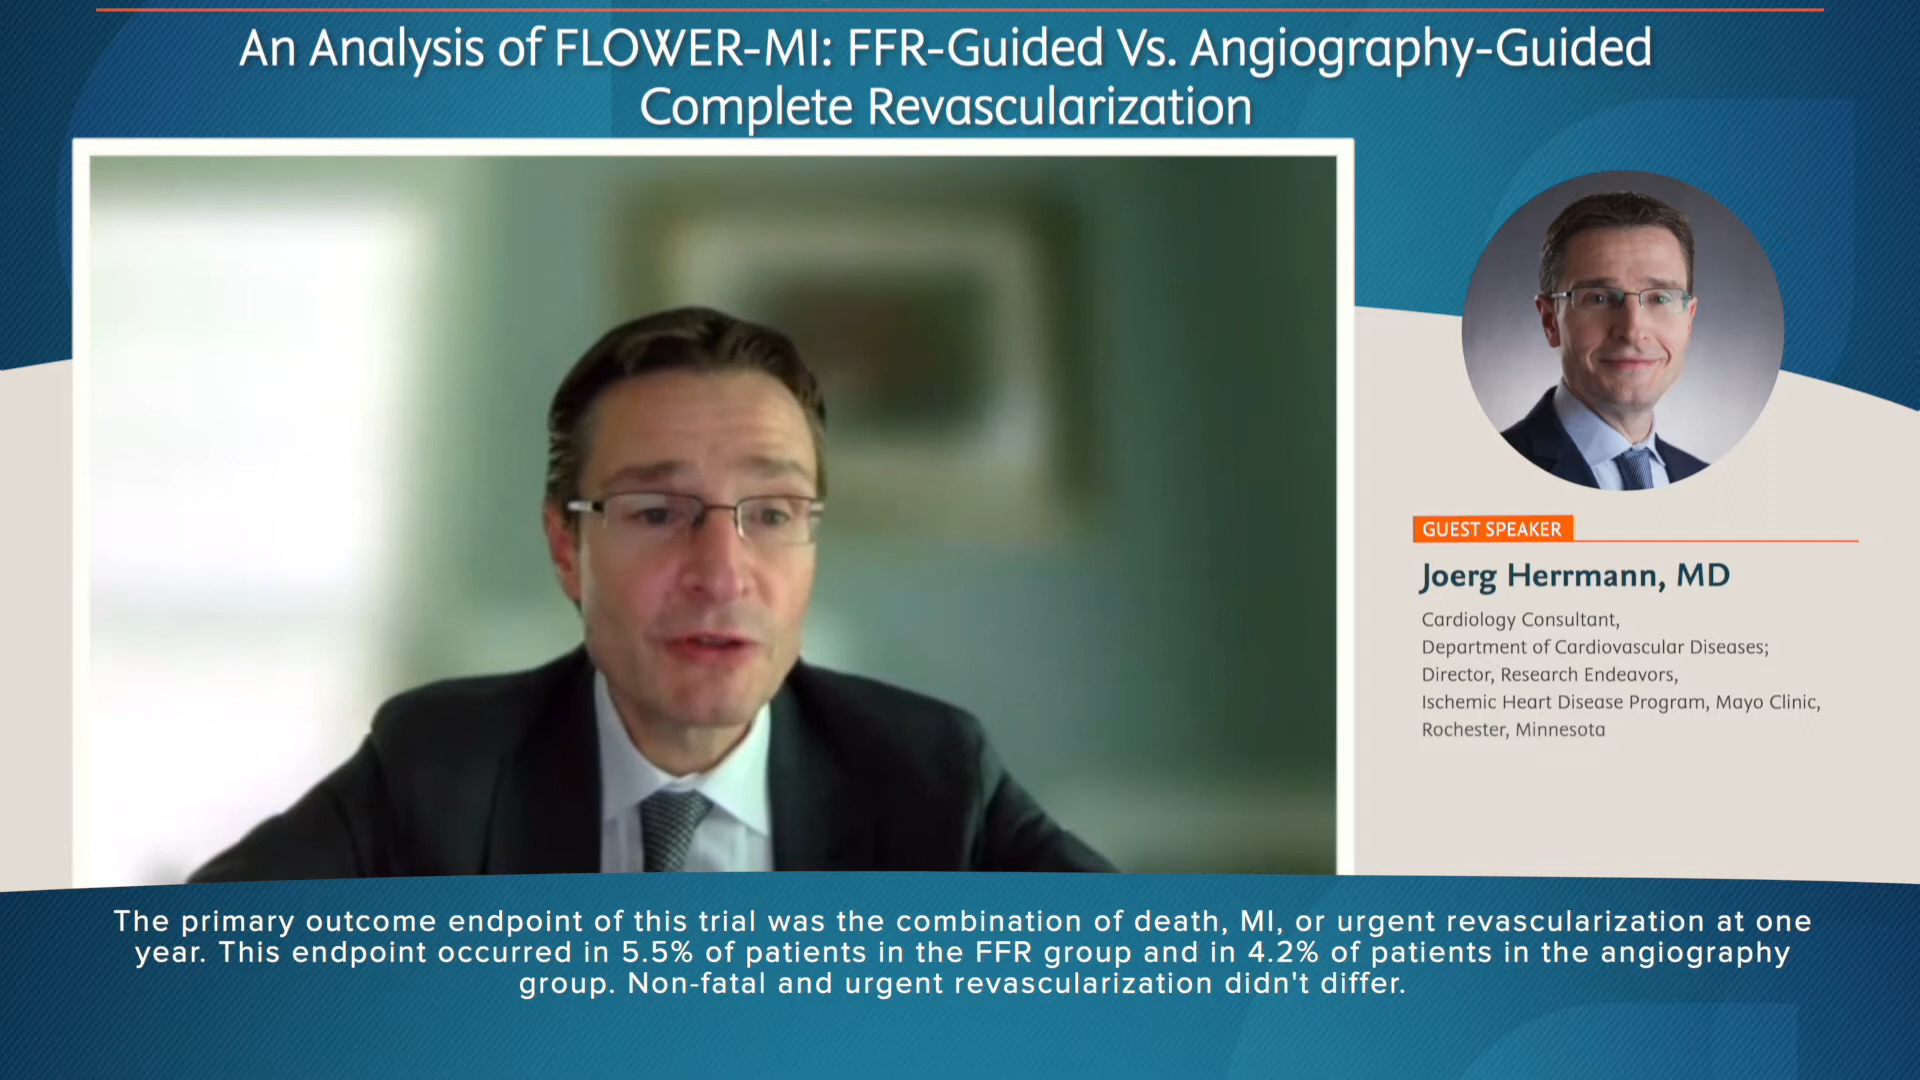 An Analysis of FLOWER-MI: FFR-Guided Vs. Angiography-Guided
Complete Revascularization
GUEST SPEAKER
Joerg Herrmann, MD
Cardiology Consultant,
Department of Cardiovascular Diseases;
Director, Research Endeavors,
Ischemic Heart Disease Program, Mayo Clinic,
Rochester, Minnesota
The primary outcome endpoint of this trial was the combination of death, MI, or urgent revascularization at one
year. This endpoint occurred in 5.5% of patients in the FFR group and in 4.2% of patients in the angiography
group. Non-fatal and urgent revascularization didn't differ.